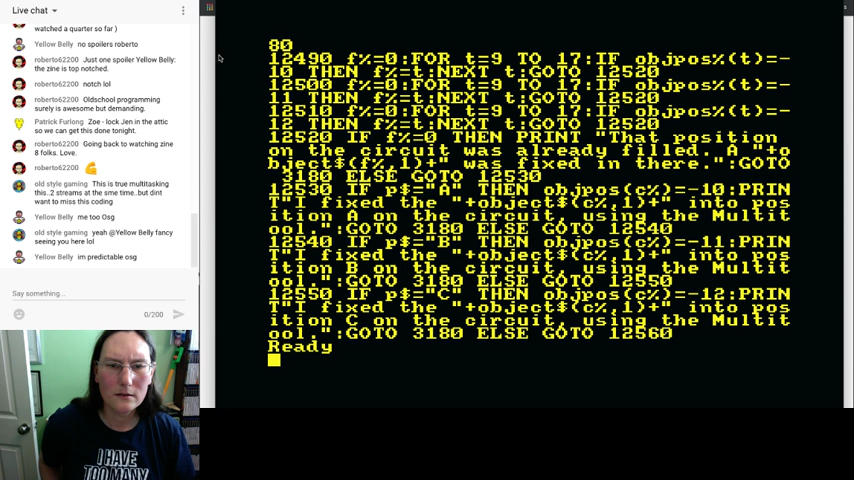 Live chat
watched a quarter so far )
Yellow Belly no spoilers roberto
roberto62200 Just one spoiler Yellow Belly:
the zine is top notched.
roberto62200 notch lol
roberto62200 Oldschool programming
surely is awesome but demanding.
Patrick Furlong Zoe - lock Jen in the attic
so we can get this done tonight.
roberto62200 Going back to watching zine
8 folks. Love.
roberto62200 💪
old style gaming This is true multitasking
this..2 streams at the sme time..but dint
want to miss this coding
Yellow Belly me too Osg
old style gaming yeah @Yellow Belly fancy
seeing you here lol
Yellow Belly im predictable osg
Say something...
0/200
I HAVE
TOO MANY
80
12490 f%=0:FOR t=9 TO 17:IF objpos%(t)=-
10 THEN f%=t:NEXT t:GOTO 12520
12500 f%=0:FOR t=9 TO 17:IF objpos%(t)=-
11 THEN f%=t:NEXT t:GOTO 12520
12510 f%=0:FOR t=9 TO 17:IF objpos%(t)=-
12 THEN f%=t:NEXT t:GOTO 12520
12520 IF f%=0 THEN PRINT "That position
on the circuit was already filled. A "+o
bject$(f%,1)+" was fixed in there.":GOTO
3180 ELSE GOTO 12530
12530 IF p$="A" THEN objpos(c%)=-10:PRIN
T"I fixed the "+object$(c%,1)+" into pos
ition A on the circuit, using the Multit
ool.":GOTO 3180 ELSE GOTO 12540
12540 IF p$="B" THEN objpos(c%)=-11:PRIN
T"I fixed the "+object$(c%,1)+" into pos
ition B on the circuit, using the Multit
ool.":GOTO 3180 ELSE GOTO 12550
12550 IF p$="C" THEN objpos(c%)=-12:PRIN
T"I fixed the "+object$(c%,1)+" into pos
ition C on the circuit, using the Multit
ool.":GOTO 3180 ELSE GOTO 12560
Ready